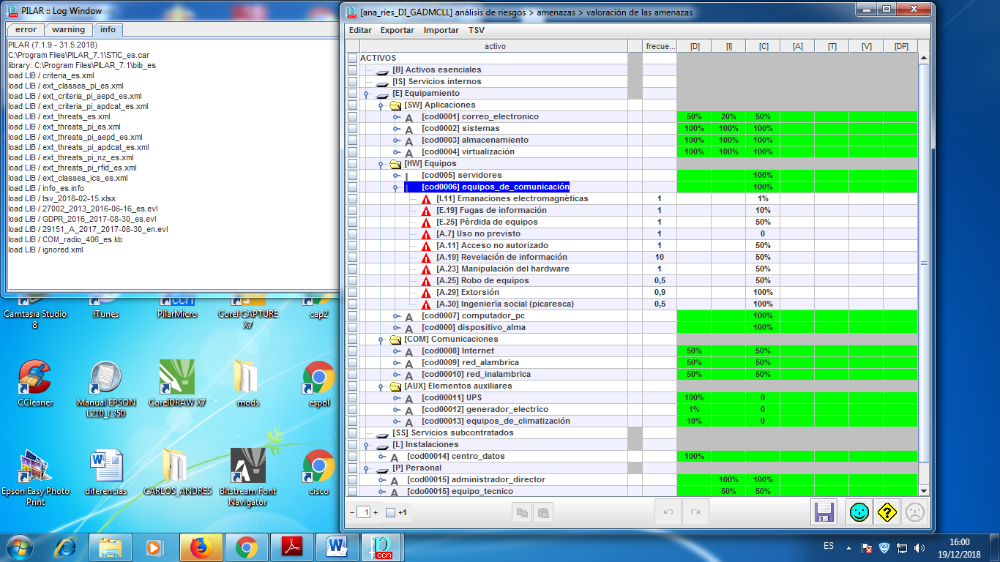 PILAR :: Log Window
error warning info
PILAR (7.1.9 - 31.5.2018)
C:\Program Files\PILAR_7.1\STIC_es.car
library: C:\Program Files\PILAR_7.1\bib_es
load LIB / criteria_es.xml
load LIB / ext_classes_pi_es.xml
load LIB / ext_criteria_pi_aepd_es.xml
load LIB / ext_criteria_pi_apdcat_es.xml
load LIB / ext_threats_es.xml
load LIB / ext_threats_pi_es.xml
load LIB / ext_threats_pi_aepd_es.xml
load LIB / ext_threats_pi_apdcat_es.xml
load LIB / ext_threats_pi_nz_es.xml
load LIB / ext_threats_pi_rfid_es.xml
load LIB / ext_classes_ics_es.xml
load LIB / info_es.info
load LIB / tsv_2018-02-15.xlsx
load LIB / 27002_2013_2016-06-16_es.evl
load LIB / GDPR_2016_2017-08-30_es.evl
load LIB / 29151_A_2017_2017-08-30_en.evl
load LIB / COM_radio_406_es.kb
load LIB / ignored.xml
[ana_ries_DI_GADMCLL] análisis de riesgos > amenazas > valoración de las amenazas
Editar Exportar Importar TSV
activo frecue... [D] [I] [C] [A] [T] [V] [DP]
ACTIVOS
[B] Activos esenciales
[IS] Servicios internos
[E] Equipamiento
[SW] Aplicaciones
A [cod0001] correo_electronico 50% 20% 50%
A [cod0002] sistemas 100% 100% 100%
A [cod0003] almacenamiento 100% 100% 100%
A [cod0004] virtualización 100% 100% 100%
[HW] Equipos
[cod005] servidores 100%
[cod0006] equipos_de_comunicación 100%
[I.11] Emanaciones electromagnéticas 1 1%
[E.19] Fugas de información 1 10%
[E.25] Pérdida de equipos 1 50%
[A.7] Uso no previsto 1 0
[A.11] Acceso no autorizado 1 50%
[A.19] Revelación de información 10 50%
[A.23] Manipulación del hardware 1 50%
[A.25] Robo de equipos 0,5 50%
[A.29] Extorsión 0,9 100%
[A.30] Ingeniería social (picaresca) 0,5 100%
A [cod0007] computador_pc 100%
A [cod000] dispositivo_alma 100%
[COM] Comunicaciones
A [cod0008] Internet 50% 50%
A [cod0009] red_alambrica 50% 50%
A [cod00010] red_inalambrica 50% 50%
[AUX] Elementos auxiliares
A [cod00011] UPS 100% 0
A [cod00012] generador_electrico 1% 0
A [cod00013] equipos_de_climatización 10% 0
[SS] Servicios subcontratados
[L] Instalaciones
A [cod00014] centro_datos 100%
[P] Personal
A [cod00015] administrador_director 100% 100%
A [cdo00015] equipo_tecnico 50% 50%
- 1 + +1
Camtasia Studio 8
iTunes
PilarMicro
Corel CAPTURE X7
cap2
CCleaner
Manual EPSON L210_L350
CorelDRAW X7
mods
espol
Epson Easy Photo Print
diferencias
CARLOS_ANDRES
Bitstream Font Navigator
cisco
ccn
ES
16:00
19/12/2018